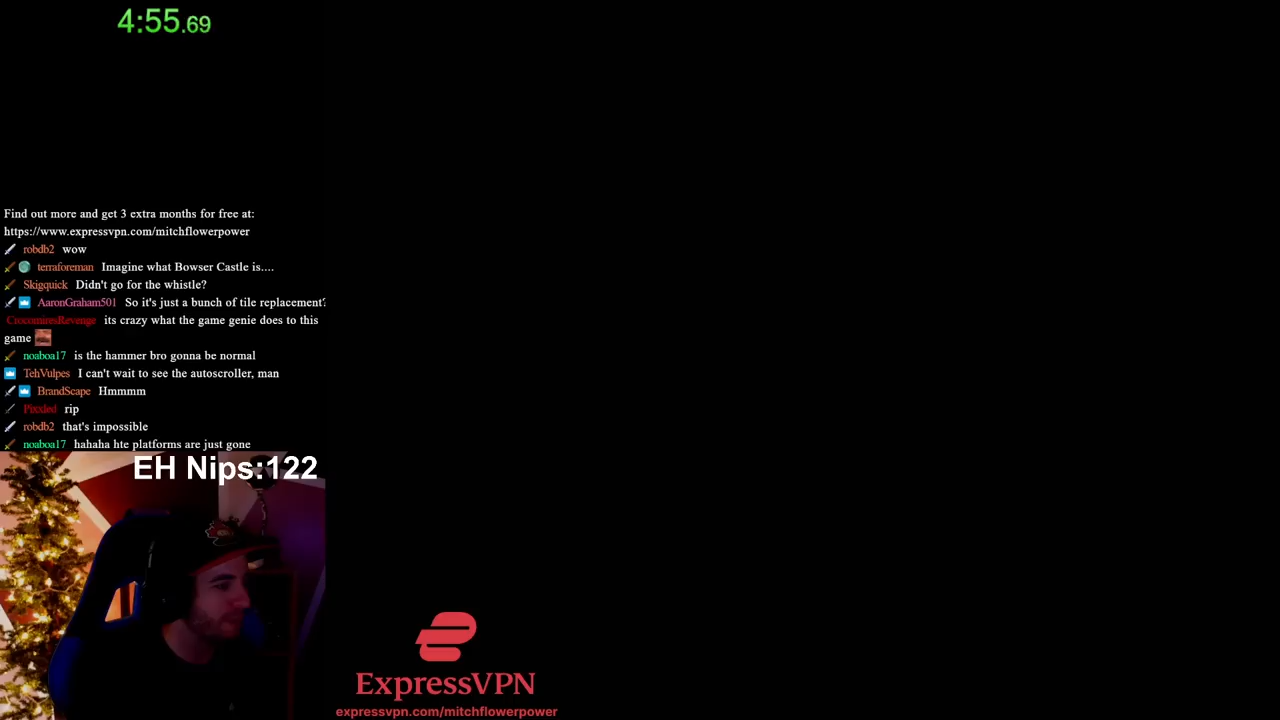 4:55.69
Find out more and get 3 extra months for free at:
https://www.expressvpn.com/mitchflowerpower
robdb2 wow
terraforeman Imagine what Bowser Castle is....
Skigquick Didn't go for the whistle?
AaronGraham501 So it's just a bunch of tile replacement?
CrocomiresRevenge its crazy what the game genie does to this
game
noaboa17 is the hammer bro gonna be normal
TehVulpes I can't wait to see the autoscroller, man
BrandScape Hmmmm
Pixxded rip
robdb2 that's impossible
noaboa17 hahaha hte platforms are just gone
EH Nips:122
ExpressVPN
expressvpn.com/mitchflowerpower